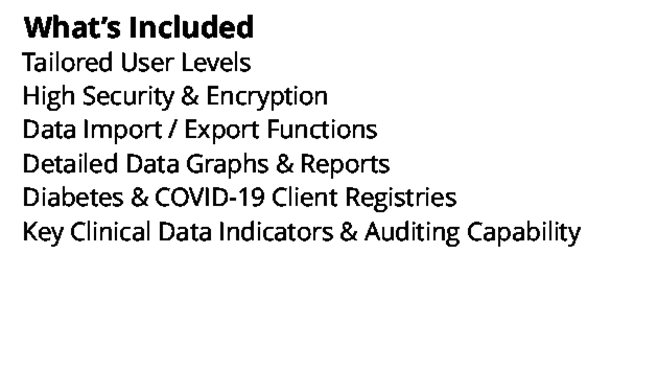 What's Included
Tailored User Levels
High Security & Encryption
Data Import / Export Functions
Detailed Data Graphs & Reports
Diabetes & COVID-19 Client Registries
Key Clinical Data Indicators & Auditing Capability